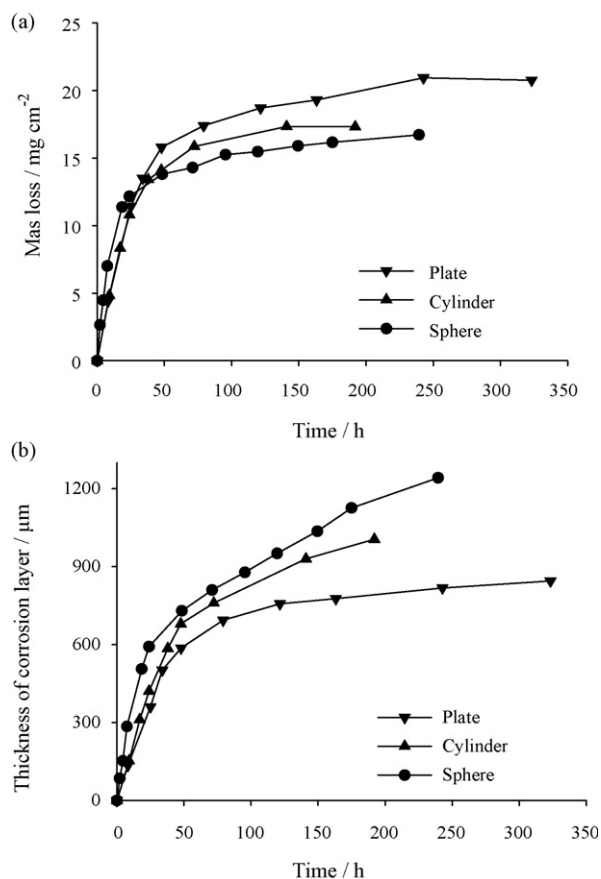 (a)
25
20
15
10
5
0
Mas loss / mg cm⁻²
Plate
Cylinder
Sphere
0 50 100 150 200 250 300 350
Time / h
(b)
1200
900
600
300
0
Thickness of corrosion layer / μm
Plate
Cylinder
Sphere
0 50 100 150 200 250 300 350
Time / h